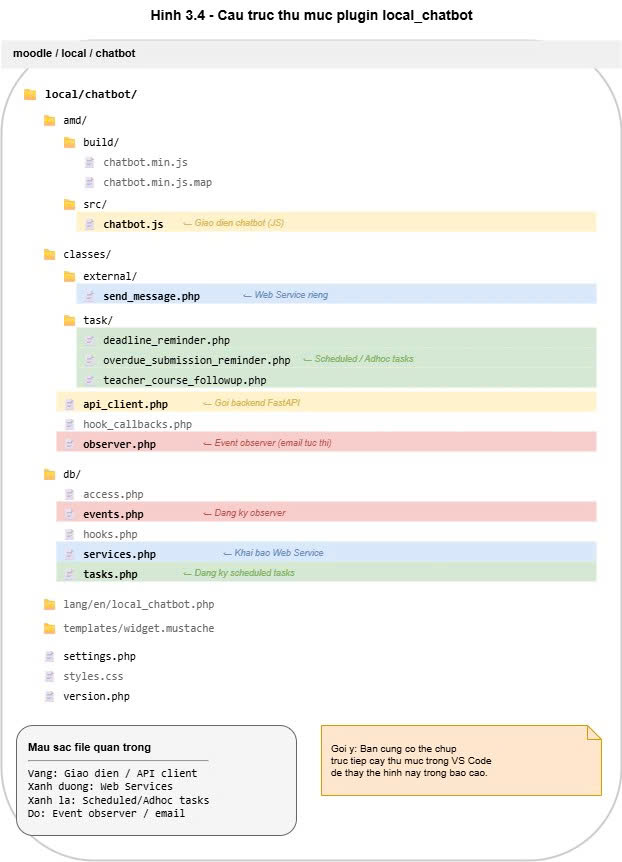 Hinh 3.4 - Cau truc thu muc plugin local_chatbot
moodle / local / chatbot
local/chatbot/
amd/
build/
chatbot.min.js
chatbot.min.js.map
src/
chatbot.js ← Giao dien chatbot (JS)
classes/
external/
send_message.php ← Web Service rieng
task/
deadline_reminder.php
overdue_submission_reminder.php ← Scheduled / Adhoc tasks
teacher_course_followup.php
api_client.php ← Goi backend FastAPI
hook_callbacks.php
observer.php ← Event observer (email tuc thi)
db/
access.php
events.php ← Dang ky observer
hooks.php
services.php ← Khai bao Web Service
tasks.php ← Dang ky scheduled tasks
lang/en/local_chatbot.php
templates/widget.mustache
settings.php
styles.css
version.php
Mau sac file quan trong
Vang: Giao dien / API client
Xanh duong: Web Services
Xanh la: Scheduled/Adhoc tasks
Do: Event observer / email
Goi y: Ban cung co the chup
truc tiep cay thu muc trong VS Code
de thay the hinh nay trong bao cao.